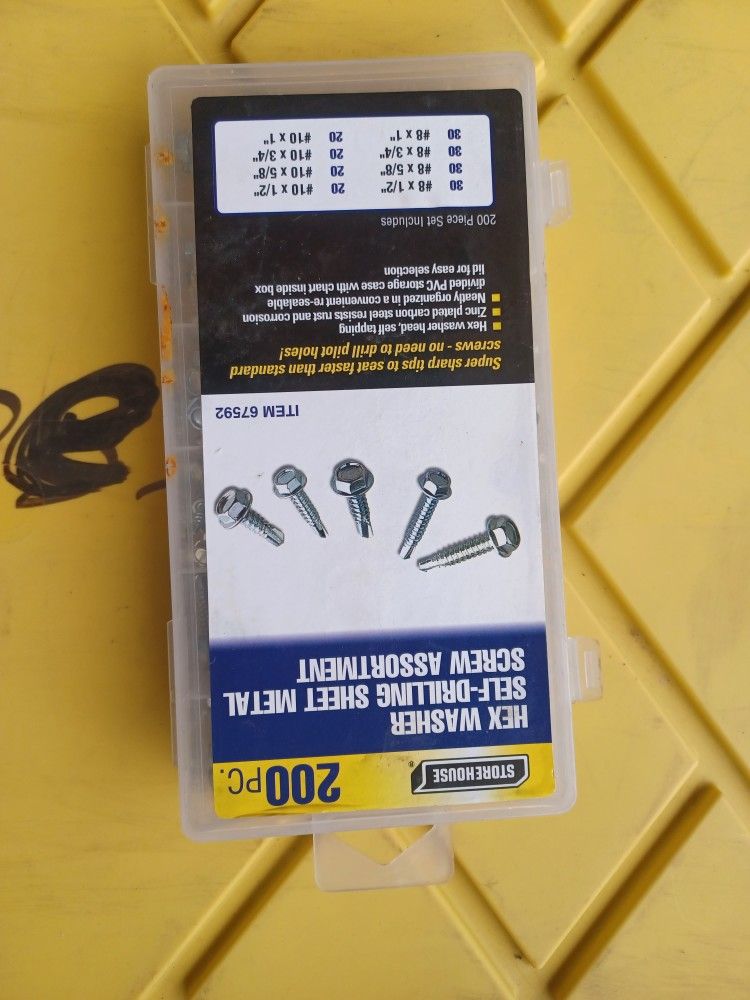 STOREHOUSE®
200 PC.
HEX WASHER
SELF-DRILLING SHEET METAL
SCREW ASSORTMENT
ITEM 67592
Super sharp tips to seat faster than standard
screws - no need to drill pilot holes!
Hex washer head, self tapping
Zinc plated carbon steel resists rust and corrosion
Neatly organized in a convenient re-sealable
divided PVC storage case with chart inside box
lid for easy selection
200 Piece Set Includes
30 #8 x 1/2" 20 #10 x 1/2"
30 #8 x 5/8" 20 #10 x 5/8"
30 #8 x 3/4" 20 #10 x 3/4"
30 #8 x 1" 20 #10 x 1"